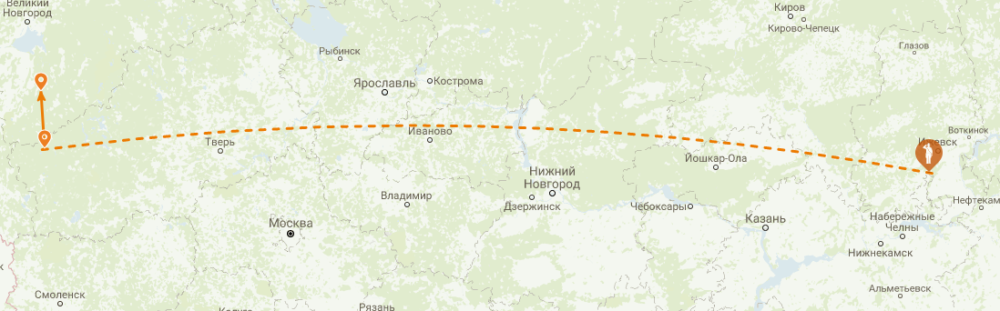 Великий
Новгород
Киров
Кирово-Чепецк
Рыбинск
Глазов
Ярославль
Кострома
Иваново
Воткинск
Тверь
Йошкар-Ола
Нижний
Новгород
Владимир
Дзержинск
Чебоксары
Нефтекам
Москва
Казань
Набережные
Челны
Нижнекамск
Смоленск
Альметьевск
Рязань